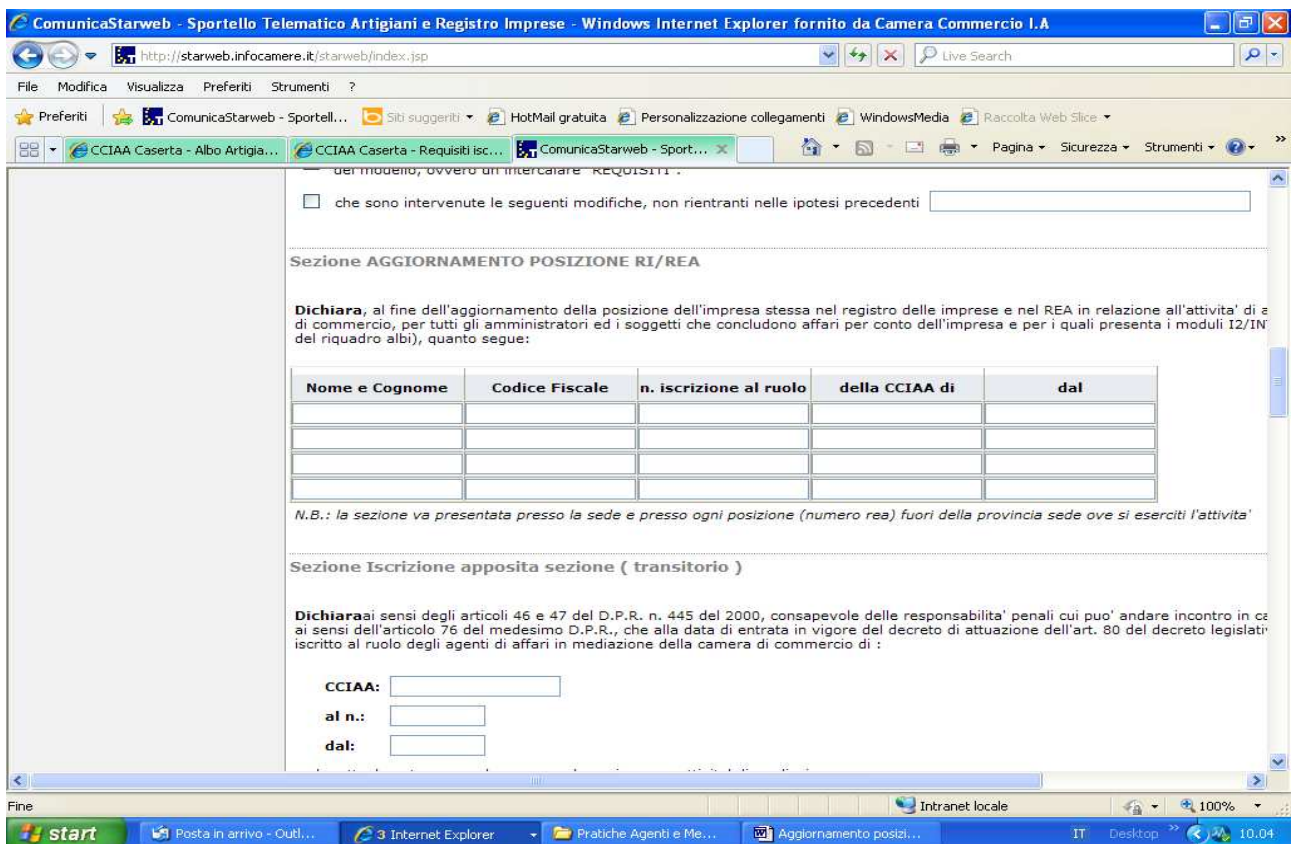 ComunicaStarweb - Sportello Telematico Artigiani e Registro Imprese - Windows Internet Explorer fornito da Camera Commercio I.A
http://starweb.infocamere.it/starweb/index.jsp
Live Search
File Modifica Visualizza Preferiti Strumenti ?
Preferiti ComunicaStarweb - Sportell... Siti suggeriti HotMail gratuita Personalizzazione collegamenti WindowsMedia Raccolta Web Slice
CCIAA Caserta - Albo Artigia... CCIAA Caserta - Requisiti isc... ComunicaStarweb - Sport... Pagina Sicurezza Strumenti »
del modello, ovvero un intercalare "REQUISITI".
che sono intervenute le seguenti modifiche, non rientranti nelle ipotesi precedenti
Sezione AGGIORNAMENTO POSIZIONE RI/REA
Dichiara, al fine dell'aggiornamento della posizione dell'impresa stessa nel registro delle imprese e nel REA in relazione all'attivita' di a
di commercio, per tutti gli amministratori ed i soggetti che concludono affari per conto dell'impresa e per i quali presenta i moduli I2/IN
del riquadro albi), quanto segue:
Nome e Cognome Codice Fiscale n. iscrizione al ruolo della CCIAA di dal
N.B.: la sezione va presentata presso la sede e presso ogni posizione (numero rea) fuori della provincia sede ove si eserciti l'attivita'
Sezione Iscrizione apposita sezione ( transitorio )
Dichiaraai sensi degli articoli 46 e 47 del D.P.R. n. 445 del 2000, consapevole delle responsabilita' penali cui puo' andare incontro in ca
ai sensi dell'articolo 76 del medesimo D.P.R., che alla data di entrata in vigore del decreto di attuazione dell'art. 80 del decreto legislati
iscritto al ruolo degli agenti di affari in mediazione della camera di commercio di :
CCIAA:
al n.:
dal:
Fine Intranet locale 100%
start Posta in arrivo - Outl... 3 Internet Explorer Pratiche Agenti e Me... Aggiornamento posizi... IT Desktop » 10.04